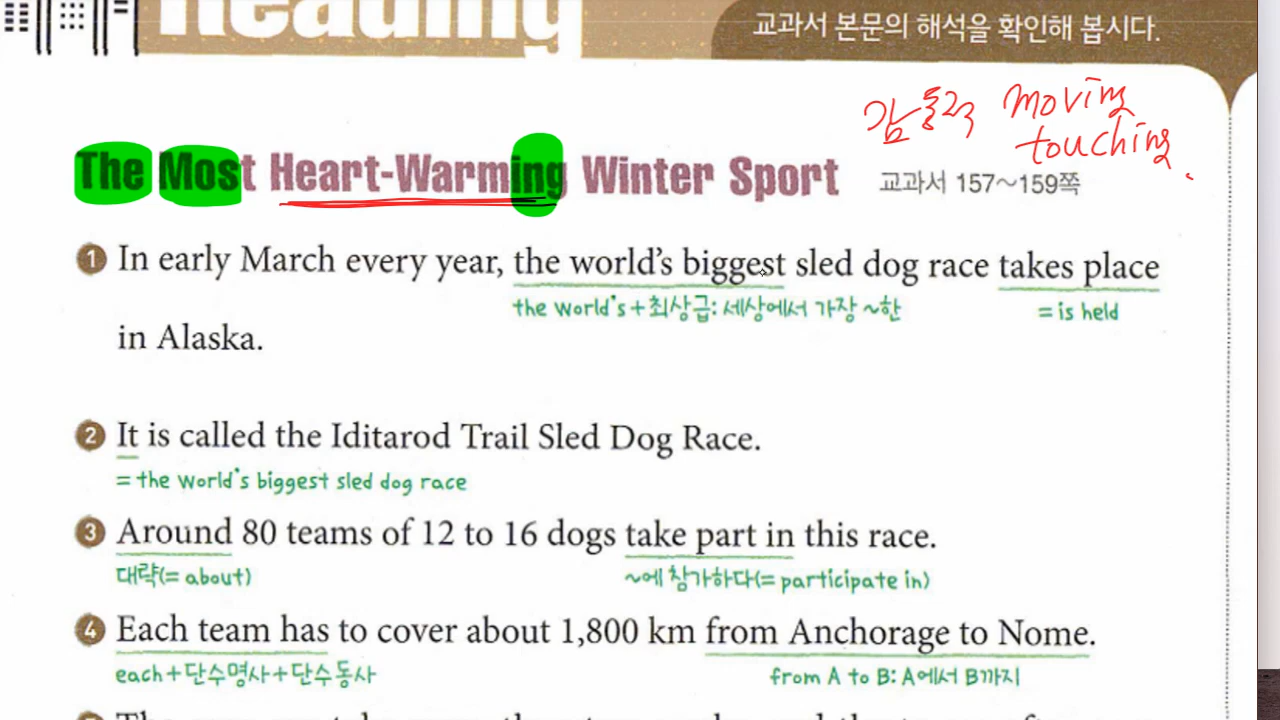 Reading
교과서 본문의 해석을 확인해 봅시다.
moving
touching
The Most Heart-Warming Winter Sport
교과서 157~159쪽
1 In early March every year, the world's biggest sled dog race takes place
the world's+최상급: 세상에서 가장 ~한
= is held
in Alaska.
2 It is called the Iditarod Trail Sled Dog Race.
= the world's biggest sled dog race
3 Around 80 teams of 12 to 16 dogs take part in this race.
대략(= about)
~에 참가하다(= participate in)
4 Each team has to cover about 1,800 km from Anchorage to Nome.
each+단수명사+단수동사
from A to B: A에서 B까지